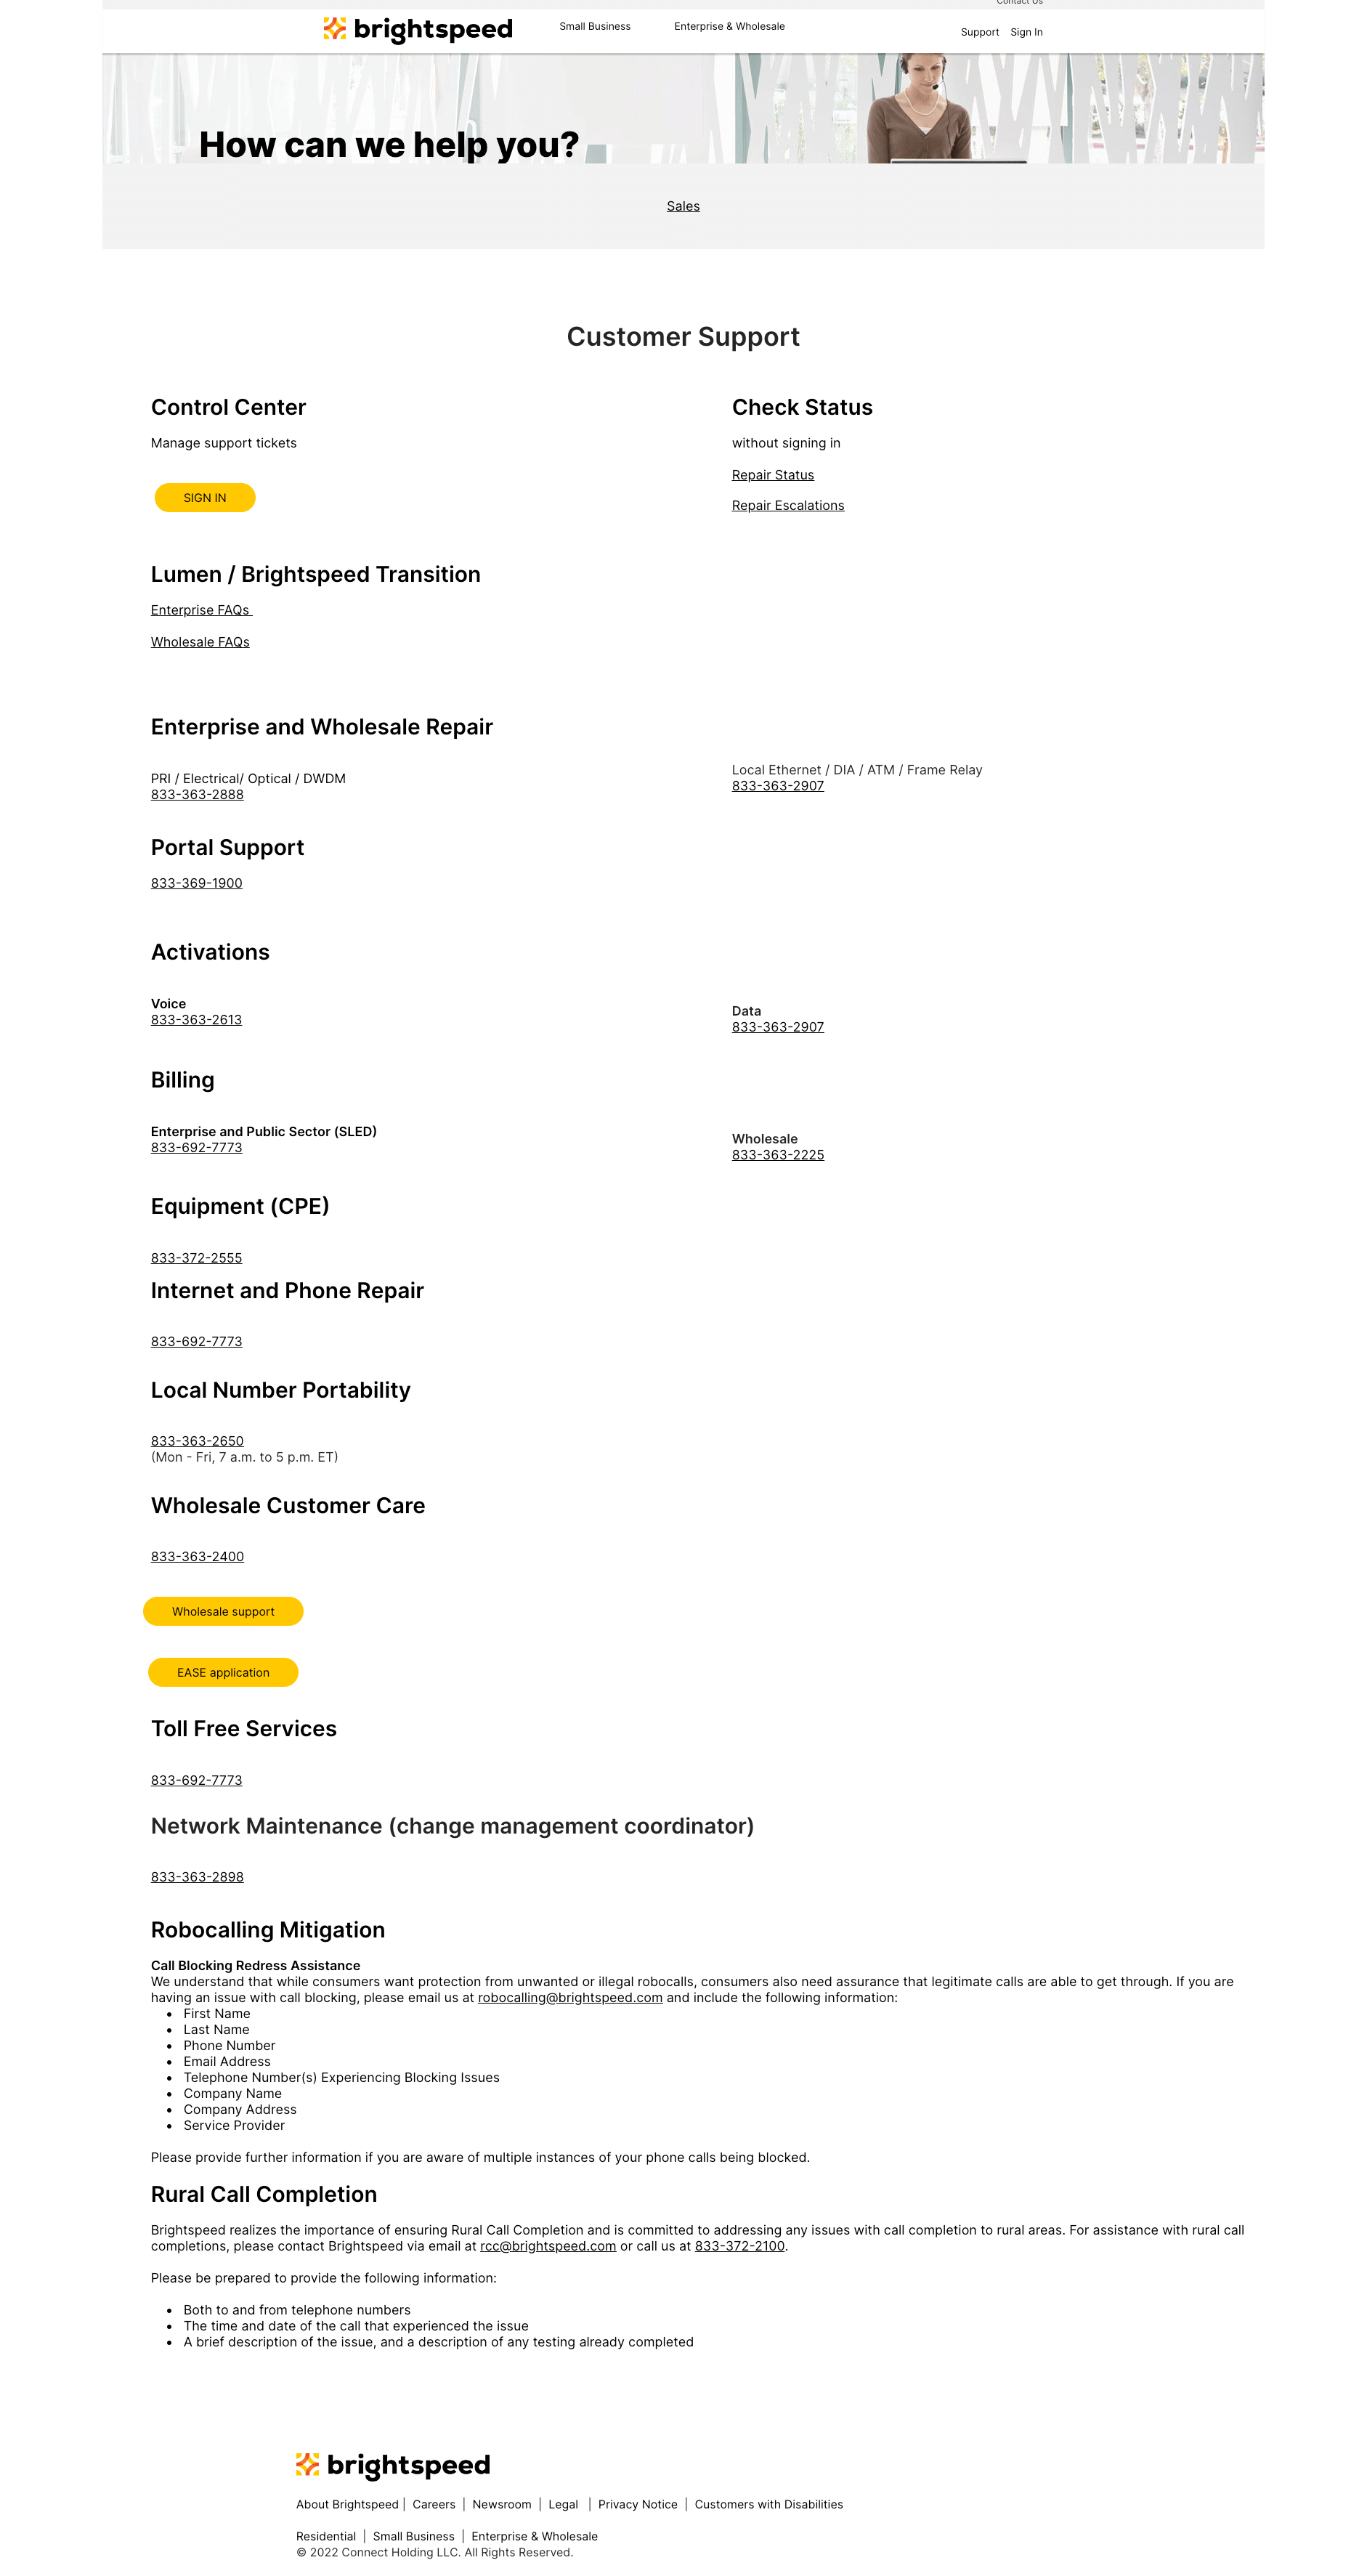 Contact Us
brightspeed
Small Business
Enterprise & Wholesale
Support
Sign In
How can we help you?
Sales
Customer Support
Control Center
Manage support tickets
SIGN IN
Check Status
without signing in
Repair Status
Repair Escalations
Lumen / Brightspeed Transition
Enterprise FAQs
Wholesale FAQs
Enterprise and Wholesale Repair
PRI / Electrical/ Optical / DWDM
833-363-2888
Local Ethernet / DIA / ATM / Frame Relay
833-363-2907
Portal Support
833-369-1900
Activations
Voice
833-363-2613
Data
833-363-2907
Billing
Enterprise and Public Sector (SLED)
833-692-7773
Wholesale
833-363-2225
Equipment (CPE)
833-372-2555
Internet and Phone Repair
833-692-7773
Local Number Portability
833-363-2650
(Mon - Fri, 7 a.m. to 5 p.m. ET)
Wholesale Customer Care
833-363-2400
Wholesale support
EASE application
Toll Free Services
833-692-7773
Network Maintenance (change management coordinator)
833-363-2898
Robocalling Mitigation
Call Blocking Redress Assistance
We understand that while consumers want protection from unwanted or illegal robocalls, consumers also need assurance that legitimate calls are able to get through. If you are
having an issue with call blocking, please email us at robocalling@brightspeed.com and include the following information:
• First Name
• Last Name
• Phone Number
• Email Address
• Telephone Number(s) Experiencing Blocking Issues
• Company Name
• Company Address
• Service Provider
Please provide further information if you are aware of multiple instances of your phone calls being blocked.
Rural Call Completion
Brightspeed realizes the importance of ensuring Rural Call Completion and is committed to addressing any issues with call completion to rural areas. For assistance with rural call
completions, please contact Brightspeed via email at rcc@brightspeed.com or call us at 833-372-2100.
Please be prepared to provide the following information:
• Both to and from telephone numbers
• The time and date of the call that experienced the issue
• A brief description of the issue, and a description of any testing already completed
brightspeed
About Brightspeed | Careers | Newsroom | Legal | Privacy Notice | Customers with Disabilities
Residential | Small Business | Enterprise & Wholesale
© 2022 Connect Holding LLC. All Rights Reserved.